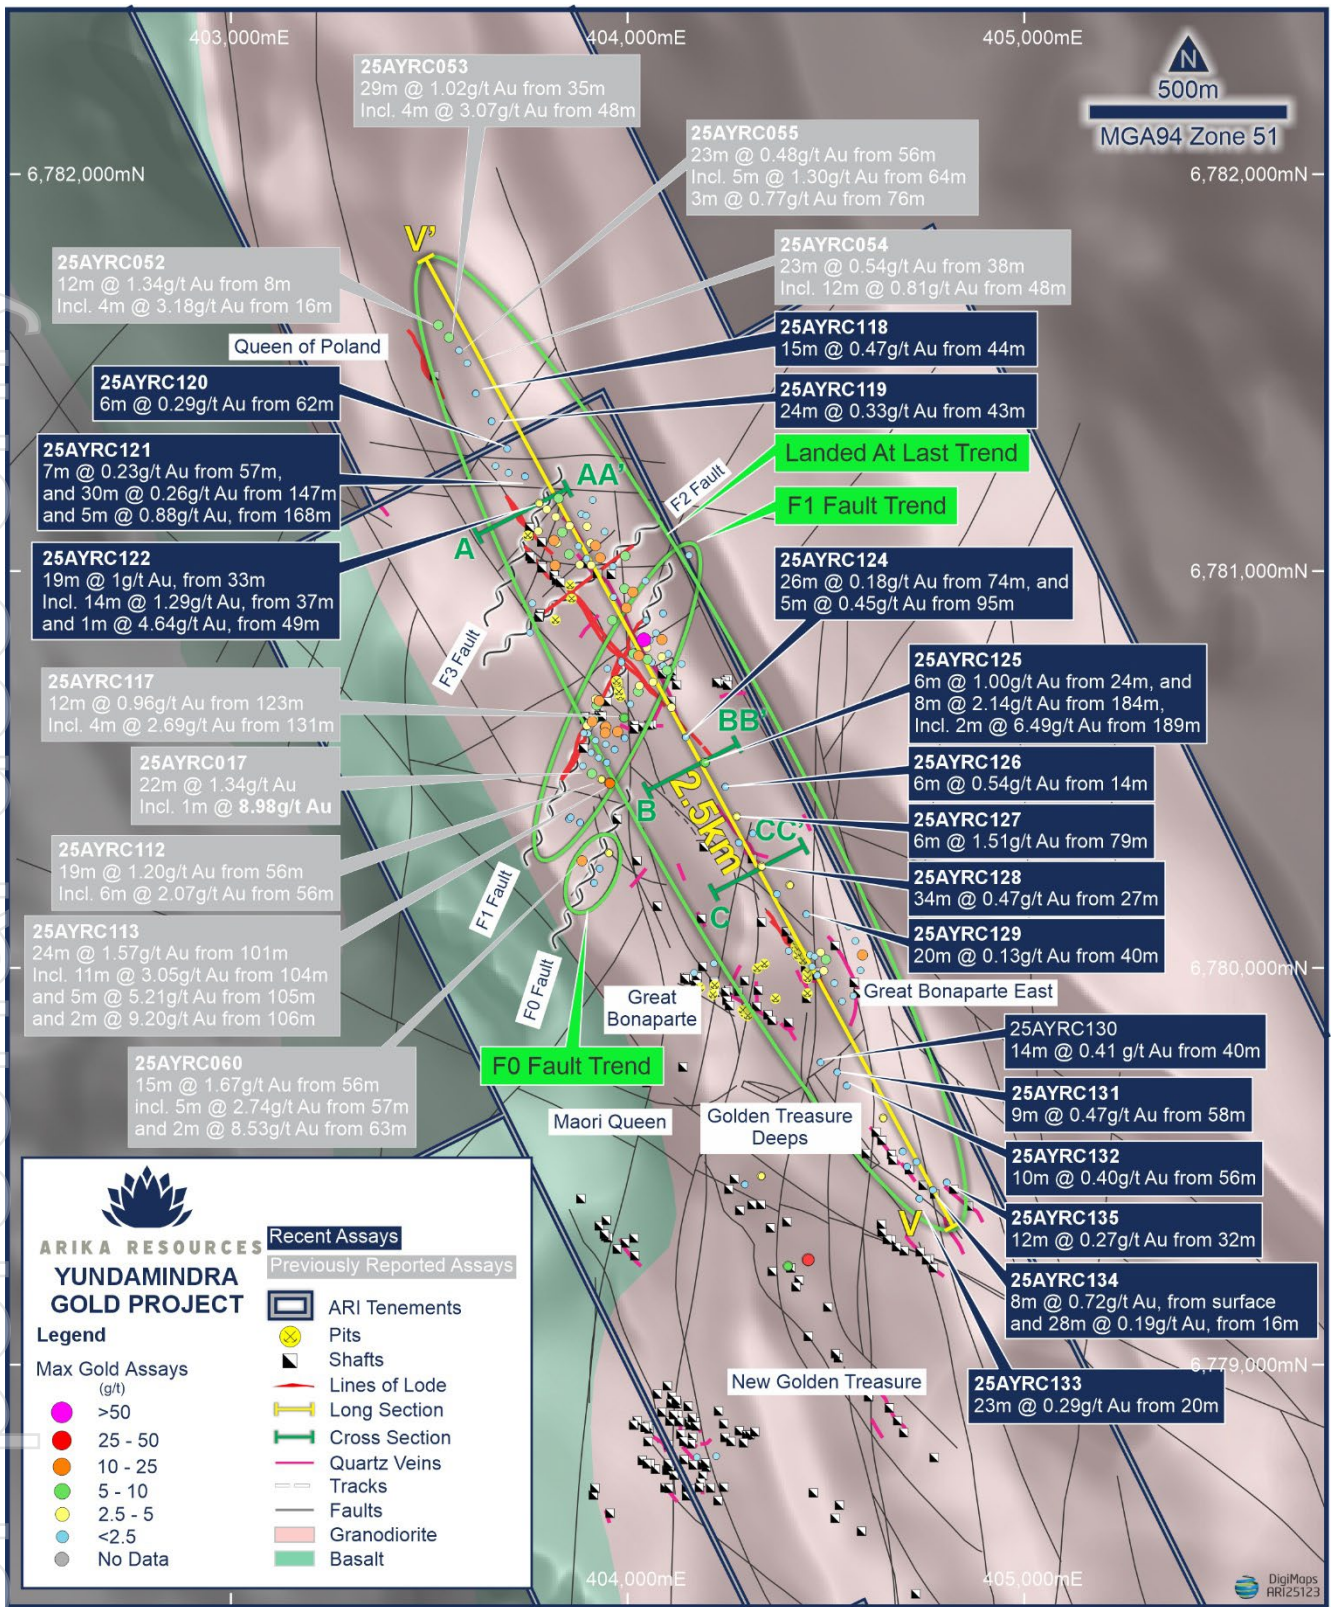 403,000mE
404,000mE
405,000mE
N
500m
MGA94 Zone 51
6,782,000mN
6,782,000mN
25AYRC053
29m @ 1.02g/t Au from 35m
Incl. 4m @ 3.07g/t Au from 48m
25AYRC055
23m @ 0.48g/t Au from 56m
Incl. 5m @ 1.30g/t Au from 64m
3m @ 0.77g/t Au from 76m
V'
25AYRC052
12m @ 1.34g/t Au from 8m
Incl. 4m @ 3.18g/t Au from 16m
25AYRC054
23m @ 0.54g/t Au from 38m
Incl. 12m @ 0.81g/t Au from 48m
Queen of Poland
25AYRC118
15m @ 0.47g/t Au from 44m
25AYRC120
6m @ 0.29g/t Au from 62m
25AYRC119
24m @ 0.33g/t Au from 43m
25AYRC121
7m @ 0.23g/t Au from 57m,
and 30m @ 0.26g/t Au from 147m
and 5m @ 0.88g/t Au, from 168m
Landed At Last Trend
F1 Fault Trend
AA'
A
F2 Fault
25AYRC122
19m @ 1g/t Au, from 33m
Incl. 14m @ 1.29g/t Au, from 37m
and 1m @ 4.64g/t Au, from 49m
25AYRC124
26m @ 0.18g/t Au from 74m, and
5m @ 0.45g/t Au from 95m
6,781,000mN
F3 Fault
25AYRC117
12m @ 0.96g/t Au from 123m
Incl. 4m @ 2.69g/t Au from 131m
25AYRC125
6m @ 1.00g/t Au from 24m, and
8m @ 2.14g/t Au from 184m,
Incl. 2m @ 6.49g/t Au from 189m
BB'
B
25AYRC017
22m @ 1.34g/t Au
Incl. 1m @ 8.98g/t Au
25AYRC126
6m @ 0.54g/t Au from 14m
2.5km
25AYRC127
6m @ 1.51g/t Au from 79m
CC'
C
25AYRC112
19m @ 1.20g/t Au from 56m
Incl. 6m @ 2.07g/t Au from 56m
25AYRC128
34m @ 0.47g/t Au from 27m
F1 Fault
25AYRC113
24m @ 1.57g/t Au from 101m
Incl. 11m @ 3.05g/t Au from 104m
and 5m @ 5.21g/t Au from 105m
and 2m @ 9.20g/t Au from 106m
25AYRC129
20m @ 0.13g/t Au from 40m
F0 Fault
6,780,000mN
Great
Bonaparte
Great Bonaparte East
25AYRC060
15m @ 1.67g/t Au from 56m
incl. 5m @ 2.74g/t Au from 57m
and 2m @ 8.53g/t Au from 63m
F0 Fault Trend
25AYRC130
14m @ 0.41 g/t Au from 40m
25AYRC131
9m @ 0.47g/t Au from 58m
Maori Queen
Golden Treasure
Deeps
25AYRC132
10m @ 0.40g/t Au from 56m
25AYRC135
12m @ 0.27g/t Au from 32m
V
25AYRC134
8m @ 0.72g/t Au, from surface
and 28m @ 0.19g/t Au, from 16m
6,779,000mN
New Golden Treasure
25AYRC133
23m @ 0.29g/t Au from 20m
ARIKA RESOURCES
YUNDAMINDRA
GOLD PROJECT
Legend
Max Gold Assays
(g/t)
>50
25 - 50
10 - 25
5 - 10
2.5 - 5
<2.5
No Data
Recent Assays
Previously Reported Assays
ARI Tenements
Pits
Shafts
Lines of Lode
Long Section
Cross Section
Quartz Veins
Tracks
Faults
Granodiorite
Basalt
404,000mE
405,000mE
DigiMaps
ARI25123